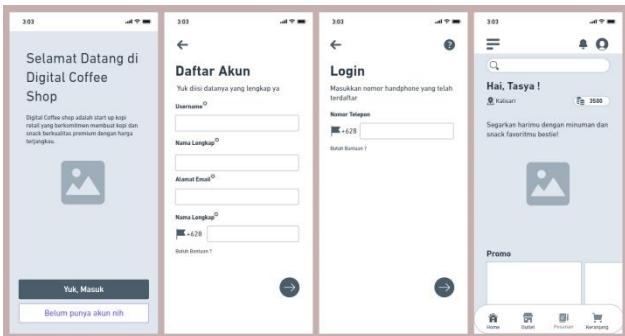 3:03
Selamat Datang di
Digital Coffee
Shop
Digital Coffee shop adalah start up kopi
retail yang berkomitmen membuat kopi dan
snack berkualitas premium dengan harga
terjangkau.
Yuk, Masuk
Belum punya akun nih
3:03
Daftar Akun
Yuk diisi datanya yang lengkap ya
Username
Nama Lengkap
Alamat Email
Nama Lengkap
+628
Butuh Bantuan ?
3:03
?
Login
Masukkan nomor handphone yang telah
terdaftar
Nomor Telepon
+628
Butuh Bantuan ?
3:03
Hai, Tasya !
Kalisari
3500
Segarkan harimu dengan minuman dan
snack favoritmu bestie!
Promo
Home
Outlet
Pesanan
Keranjang